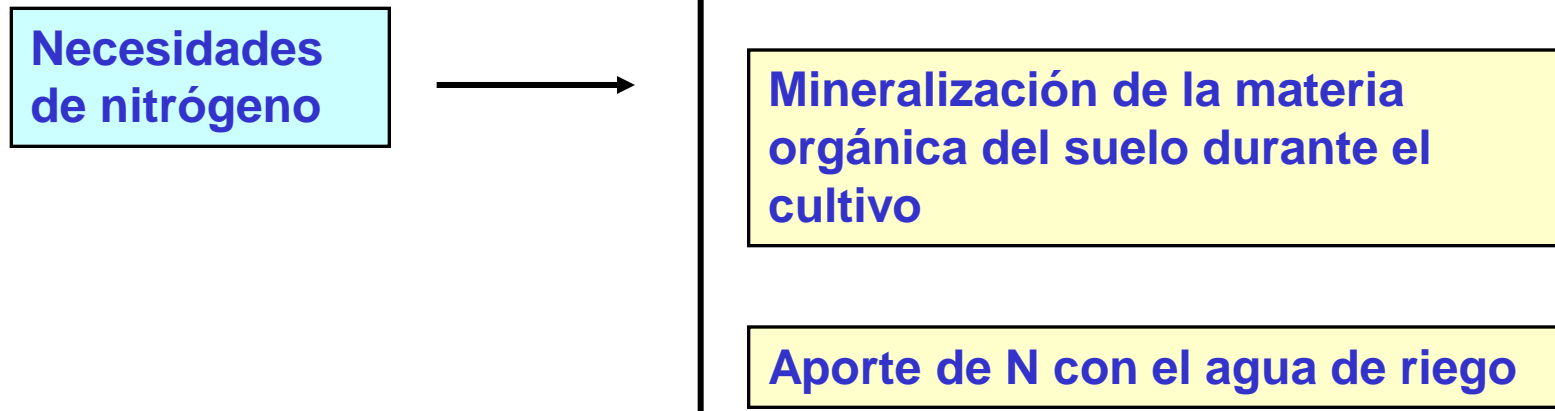 Necesidades
de nitrógeno
Mineralización de la materia
orgánica del suelo durante el
cultivo
Aporte de N con el agua de riego